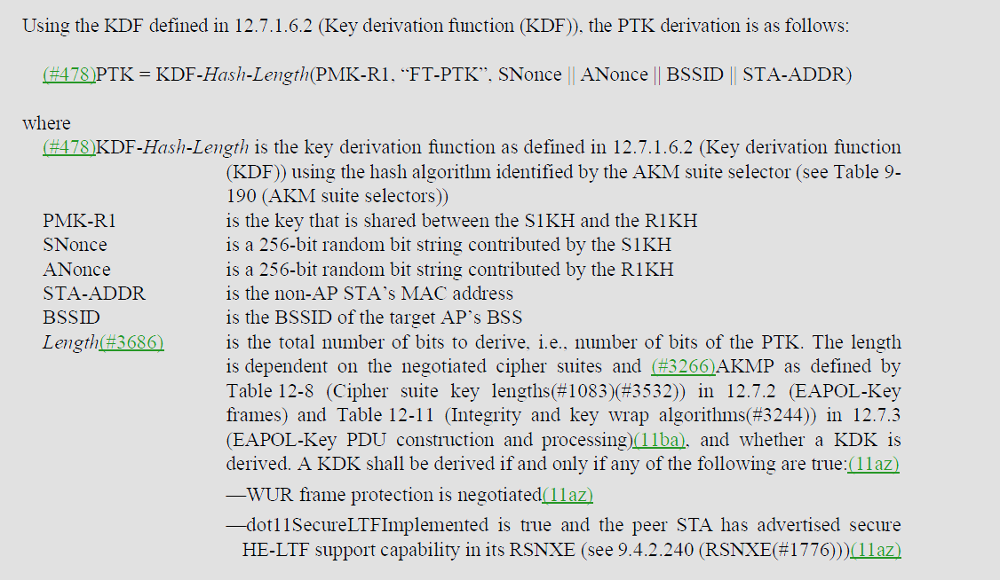 Using the KDF defined in 12.7.1.6.2 (Key derivation function (KDF)), the PTK derivation is as follows:
(#478)PTK = KDF-Hash-Length(PMK-R1, “FT-PTK”, SNonce || ANonce || BSSID || STA-ADDR)
where
(#478)KDF-Hash-Length is the key derivation function as defined in 12.7.1.6.2 (Key derivation function
(KDF)) using the hash algorithm identified by the AKM suite selector (see Table 9-
190 (AKM suite selectors))
PMK-R1 is the key that is shared between the S1KH and the R1KH
SNonce is a 256-bit random bit string contributed by the S1KH
ANonce is a 256-bit random bit string contributed by the R1KH
STA-ADDR is the non-AP STA’s MAC address
BSSID is the BSSID of the target AP’s BSS
Length(#3686) is the total number of bits to derive, i.e., number of bits of the PTK. The length
is dependent on the negotiated cipher suites and (#3266)AKMP as defined by
Table 12-8 (Cipher suite key lengths(#1083)(#3532)) in 12.7.2 (EAPOL-Key
frames) and Table 12-11 (Integrity and key wrap algorithms(#3244)) in 12.7.3
(EAPOL-Key PDU construction and processing)(11ba), and whether a KDK is
derived. A KDK shall be derived if and only if any of the following are true:(11az)
—WUR frame protection is negotiated(11az)
—dot11SecureLTFImplemented is true and the peer STA has advertised secure
HE-LTF support capability in its RSNXE (see 9.4.2.240 (RSNXE(#1776)))(11az)